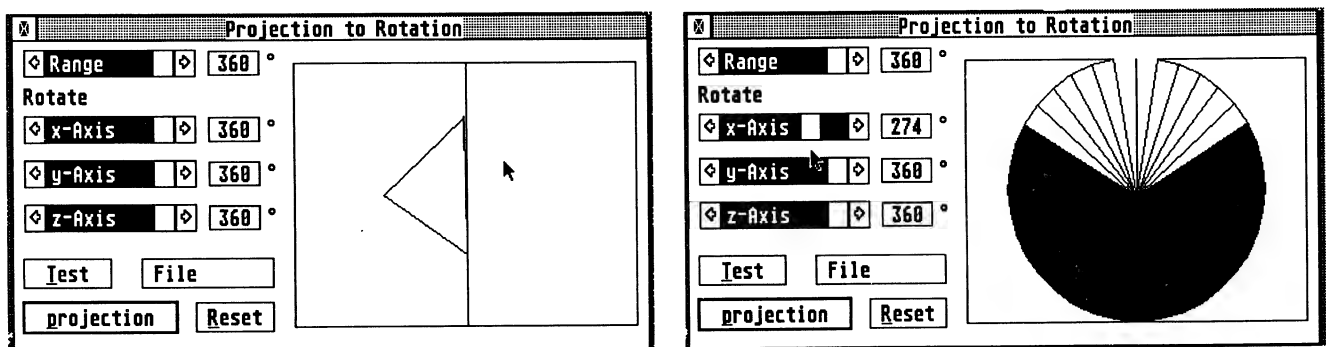 Projection to Rotation
Range 360 °
Rotate
x-Axis 360 °
y-Axis 360 °
z-Axis 360 °
Test File
projection Reset
Projection to Rotation
Range 360 °
Rotate
x-Axis 274 °
y-Axis 360 °
z-Axis 360 °
Test File
projection Reset